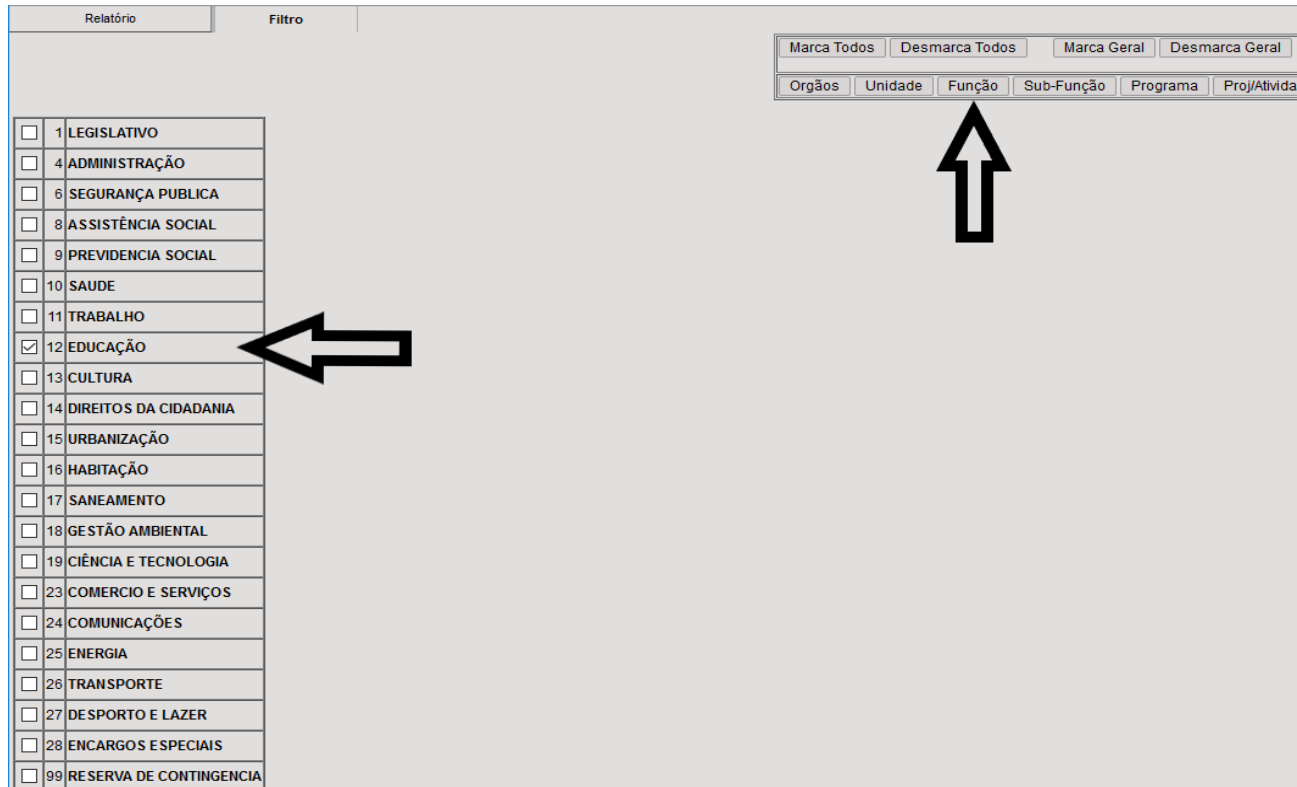 Relatório Filtro
Marca Todos Desmarca Todos Marca Geral Desmarca Geral
Orgãos Unidade Função Sub-Função Programa Proj/Ativida
1 LEGISLATIVO
4 ADMINISTRAÇÃO
6 SEGURANÇA PUBLICA
8 ASSISTÊNCIA SOCIAL
9 PREVIDENCIA SOCIAL
10 SAUDE
11 TRABALHO
12 EDUCAÇÃO
13 CULTURA
14 DIREITOS DA CIDADANIA
15 URBANIZAÇÃO
16 HABITAÇÃO
17 SANEAMENTO
18 GESTÃO AMBIENTAL
19 CIÊNCIA E TECNOLOGIA
23 COMERCIO E SERVIÇOS
24 COMUNICAÇÕES
25 ENERGIA
26 TRANSPORTE
27 DESPORTO E LAZER
28 ENCARGOS ESPECIAIS
99 RESERVA DE CONTINGENCIA